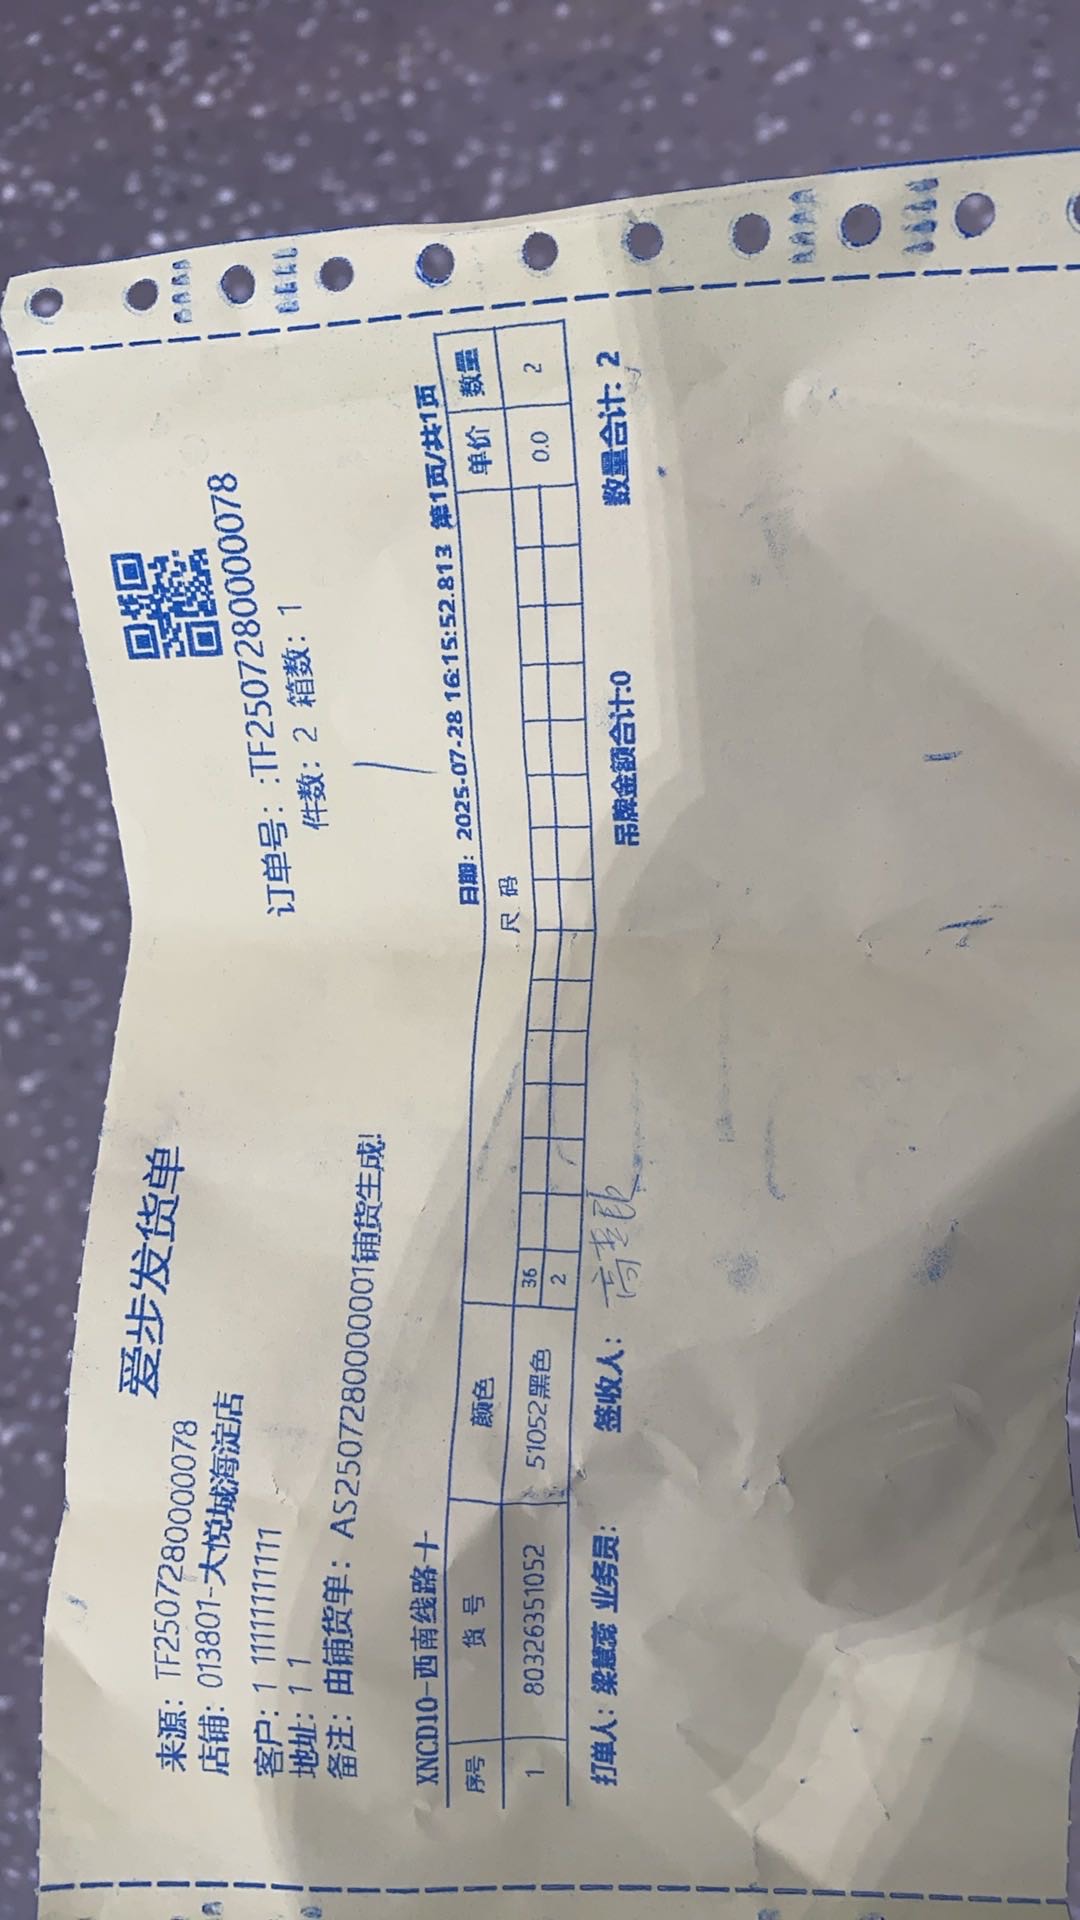 爱步发货单
来源：TF250728000​0078
店铺：013801-大悦城海淀店
订单号：:TF2507280000078
客户：1 11111111111
件数：2 箱数：1
地址：1 1
备注：由铺货单：AS2507280000001铺货生成!
XNCD10-西南线路十
日期：2025-07-28 16:15:52.813 第1页/共1页
序号 货 号 颜色 尺 码 单价 数量
36
1 80326351052 51052黑色 2 0.0 2
打单人：梁慧蕊 业务员： 签收人： 吊牌金额合计:0 数量合计：2